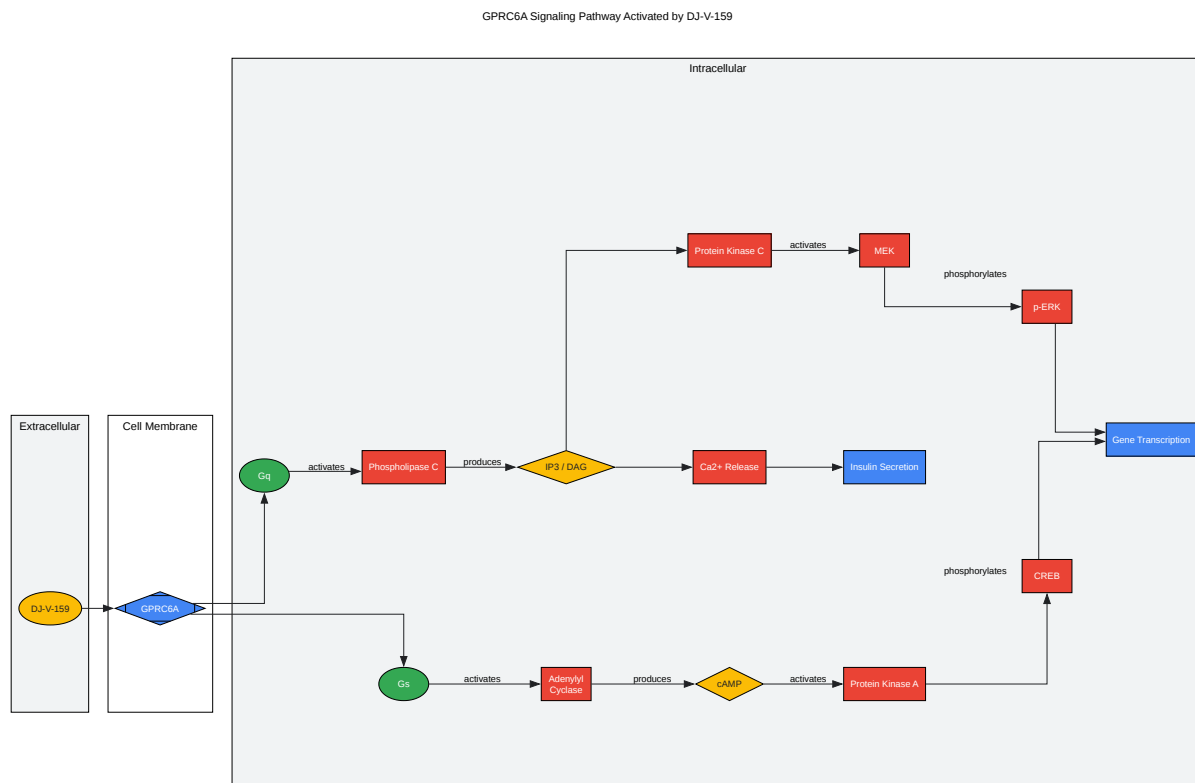 GPRC6A Signaling Pathway Activated by DJ-V-159
Intracellular
Protein Kinase C
activates
MEK
phosphorylates
p-ERK
Extracellular
Cell Membrane
Gene Transcription
Gq
activates
Phospholipase C
produces
IP3 / DAG
Ca2+ Release
Insulin Secretion
phosphorylates
CREB
DJ-V-159
GPRC6A
Gs
activates
Adenylyl
Cyclase
produces
cAMP
activates
Protein Kinase A